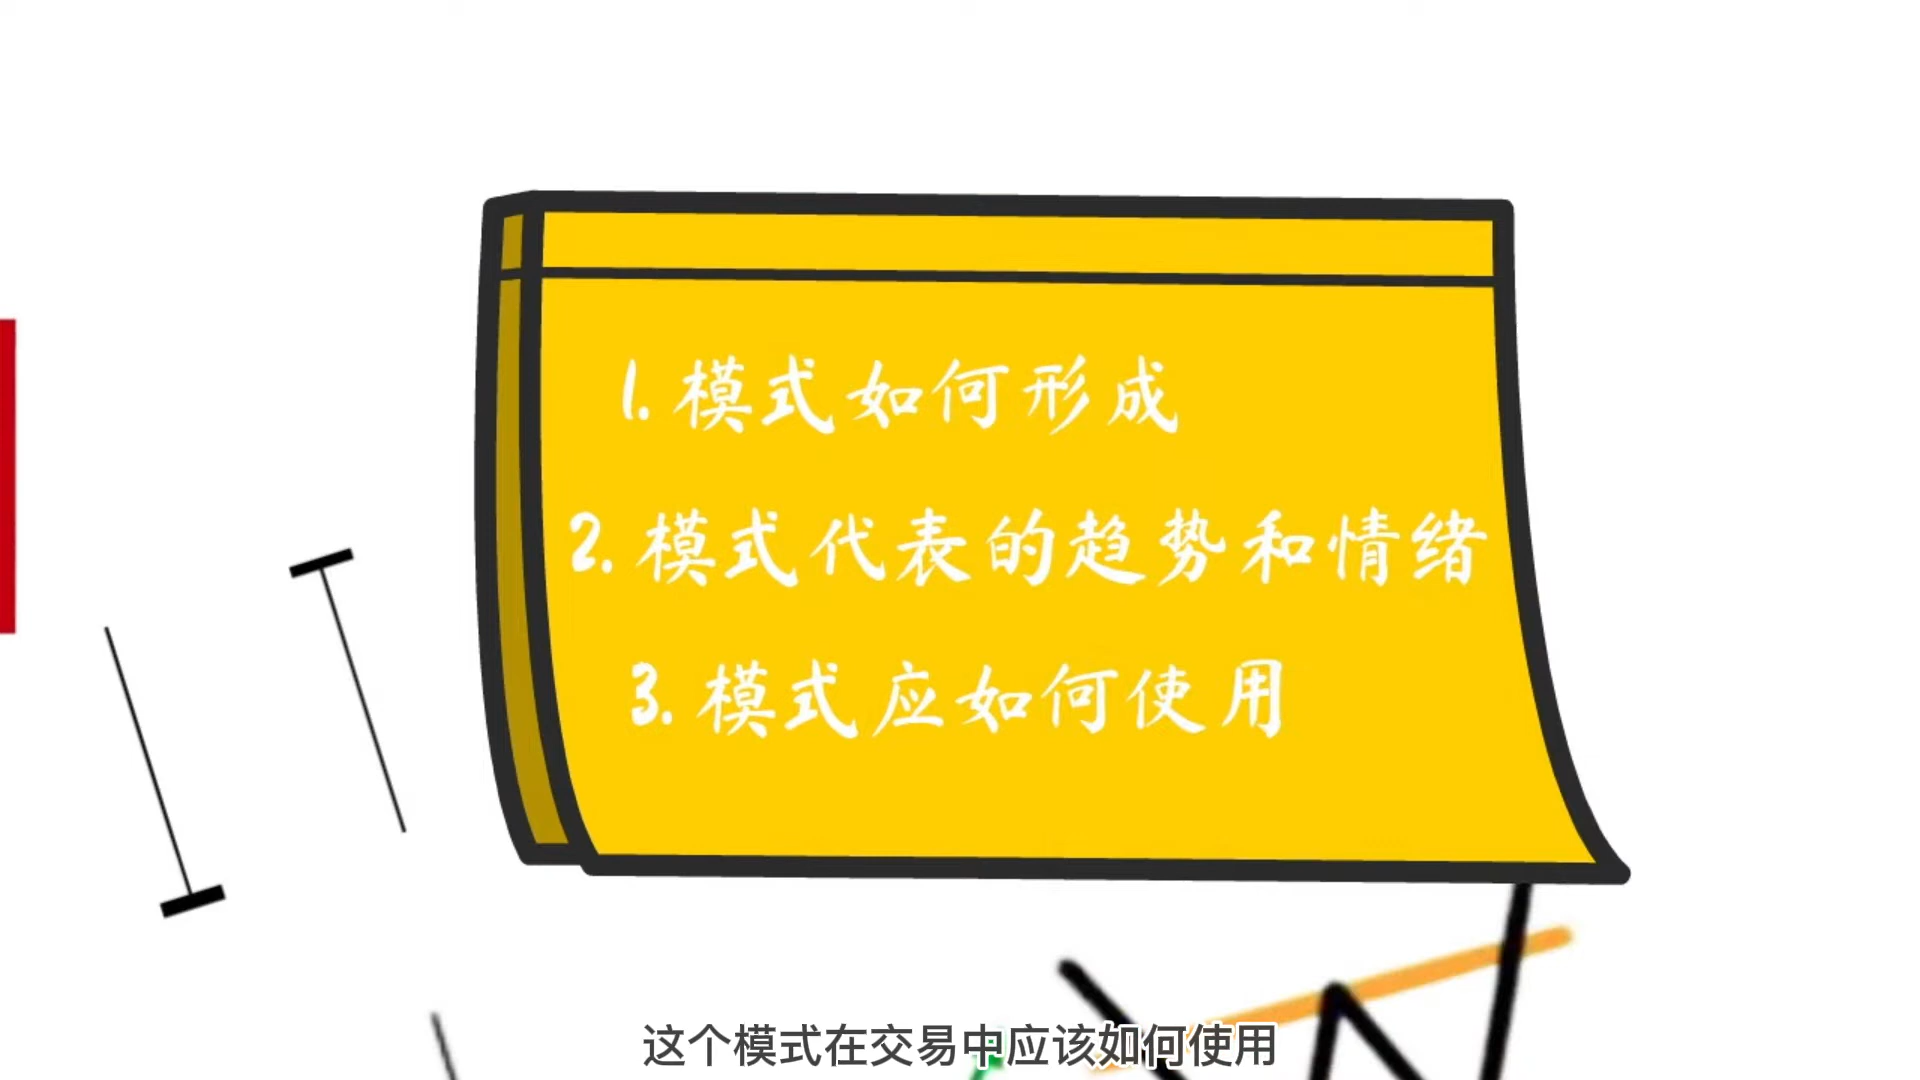 1. 模式如何形成
2. 模式代表的趋势和情绪
3. 模式应如何使用
这个模式在交易中应该如何使用